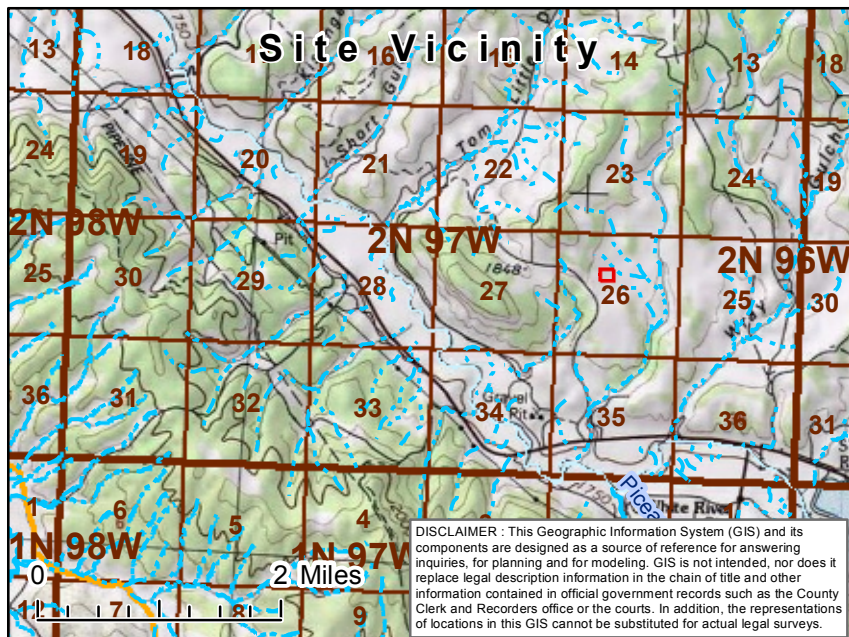 Site Vicinity
13 18 16 14 13 18
750
Short Gu
Tom Little
PIPELINE
24 19 20 21 22 23 24 19
2N 98W
2N 97W
2N 96W
Pit
25 30 29 28 27 26 25 30
1848
Wray
36 31 32 33 34 35 36 31
Gravel
Pit
1 6 5 4
750
Picea
White River
1N 98W
1N 97W
12 7 8 9
0 2 Miles
DISCLAIMER : This Geographic Information System (GIS) and its
components are designed as a source of reference for answering
inquiries, for planning and for modeling. GIS is not intended, nor does it
replace legal description information in the chain of title and other
information contained in official government records such as the County
Clerk and Recorders office or the courts. In addition, the representations
of locations in this GIS cannot be substituted for actual legal surveys.